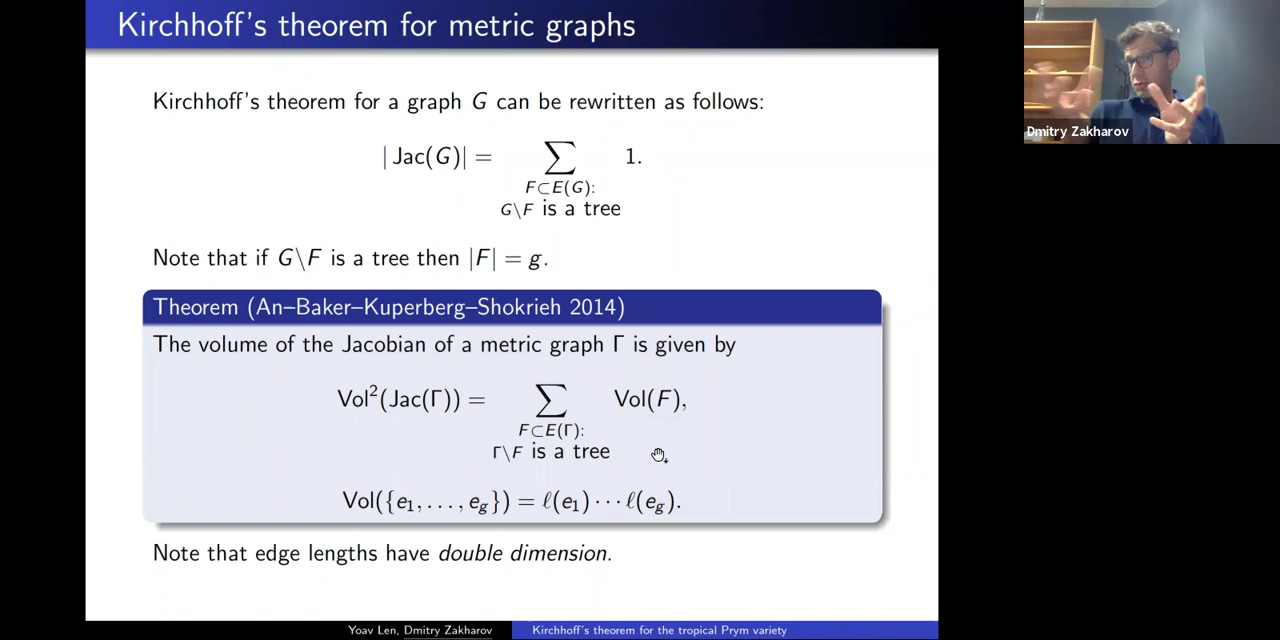 Kirchhoff's theorem for metric graphs
Kirchhoff's theorem for a graph G can be rewritten as follows:
| Jac(G)| = ∑ 1.
F⊂E(G):
G\F is a tree
Note that if G\F is a tree then |F| = g.
Theorem (An–Baker–Kuperberg–Shokrieh 2014)
The volume of the Jacobian of a metric graph Γ is given by
Vol²(Jac(Γ)) = ∑ Vol(F),
F⊂E(Γ):
Γ\F is a tree
Vol({e₁, . . . , e_g}) = ℓ(e₁) · · · ℓ(e_g).
Note that edge lengths have double dimension.
Yoav Len, Dmitry Zakharov
Kirchhoff's theorem for the tropical Prym variety
Dmitry Zakharov